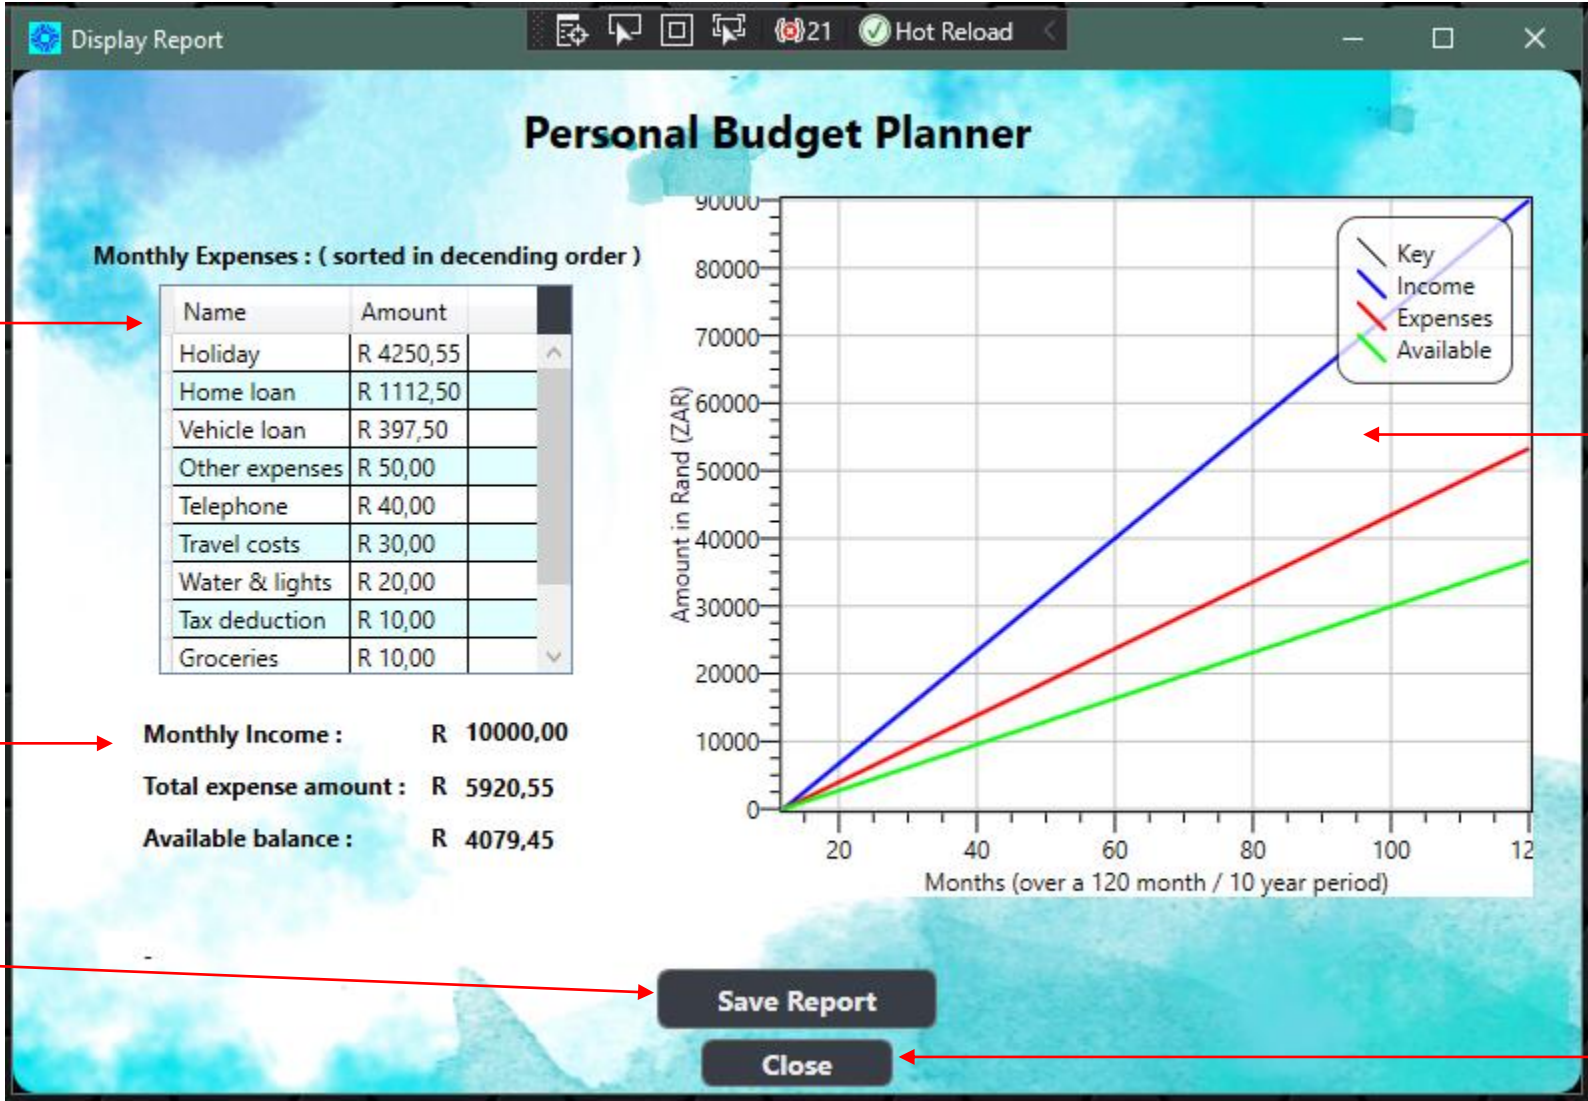 Display Report
21 Hot Reload
Personal Budget Planner
Monthly Expenses : ( sorted in decending order )
Name Amount
Holiday R 4250,55
Home loan R 1112,50
Vehicle loan R 397,50
Other expenses R 50,00
Telephone R 40,00
Travel costs R 30,00
Water & lights R 20,00
Tax deduction R 10,00
Groceries R 10,00
Monthly Income : R 10000,00
Total expense amount : R 5920,55
Available balance : R 4079,45
-
Amount in Rand (ZAR)
90000
80000
70000
60000
50000
40000
30000
20000
10000
0
Key
Income
Expenses
Available
20 40 60 80 100 12
Months (over a 120 month / 10 year period)
Save Report
Close